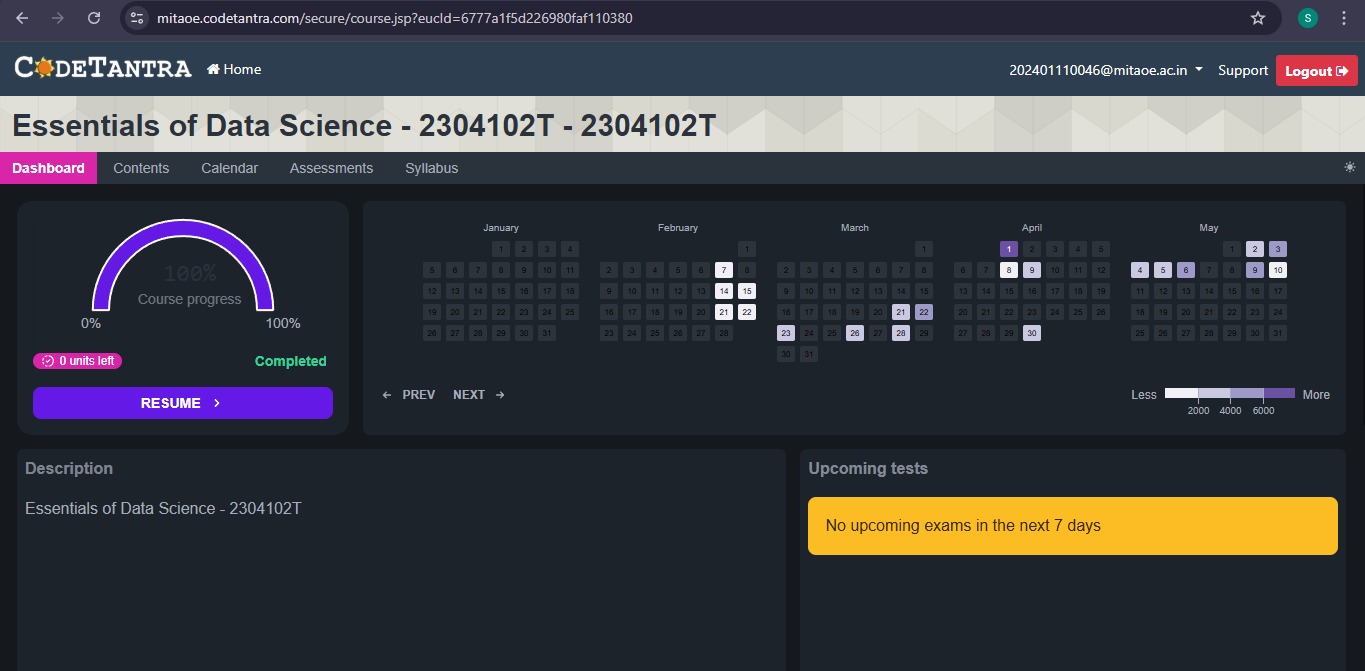 mitaoe.codetantra.com/secure/course.jsp?eucId=6777a1f5d226980faf110380
S
CODETANTRA
Home
202401110046@mitaoe.ac.in
Support
Logout
Essentials of Data Science - 2304102T - 2304102T
Dashboard
Contents
Calendar
Assessments
Syllabus
100%
Course progress
0%
100%
0 units left
Completed
RESUME
January
1 2 3 4
5 6 7 8 9 10 11
12 13 14 15 16 17 18
19 20 21 22 23 24 25
26 27 28 29 30 31
February
1
2 3 4 5 6 7 8
9 10 11 12 13 14 15
16 17 18 19 20 21 22
23 24 25 26 27 28
March
1
2 3 4 5 6 7 8
9 10 11 12 13 14 15
16 17 18 19 20 21 22
23 24 25 26 27 28 29
30 31
April
1 2 3 4 5
6 7 8 9 10 11 12
13 14 15 16 17 18 19
20 21 22 23 24 25 26
27 28 29 30
May
1 2 3
4 5 6 7 8 9 10
11 12 13 14 15 16 17
18 19 20 21 22 23 24
25 26 27 28 29 30 31
PREV
NEXT
Less
More
2000 4000 6000
Description
Essentials of Data Science - 2304102T
Upcoming tests
No upcoming exams in the next 7 days